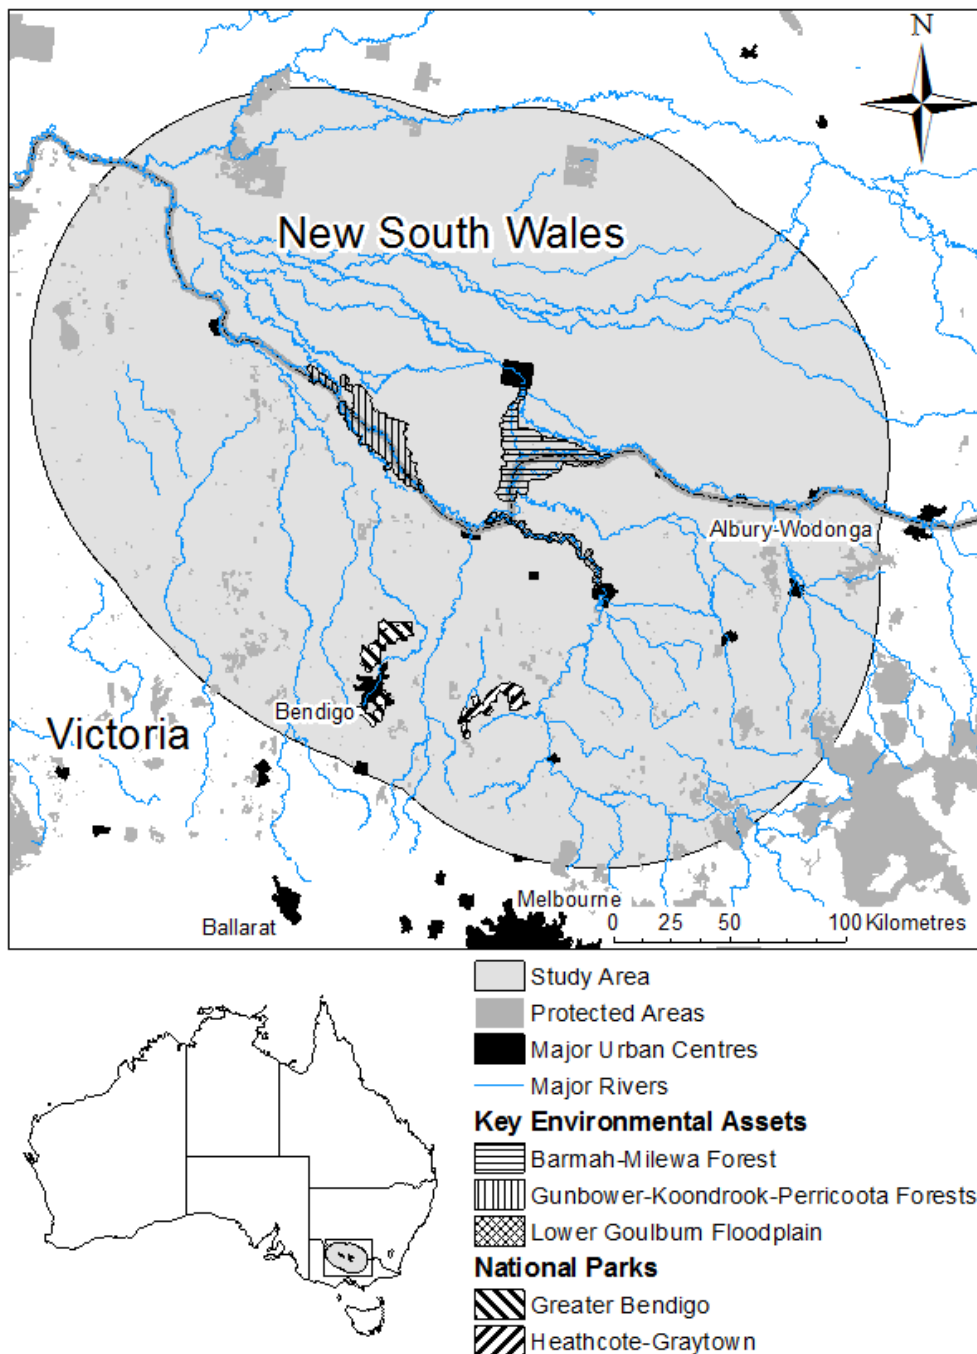 N
New South Wales
Albury-Wodonga
Bendigo
Victoria
Melbourne
Ballarat
0 25 50 100 Kilometres
Study Area
Protected Areas
Major Urban Centres
Major Rivers
Key Environmental Assets
Barmah-Milewa Forest
Gunbower-Koondrook-Perricoota Forests
Lower Goulburn Floodplain
National Parks
Greater Bendigo
Heathcote-Graytown